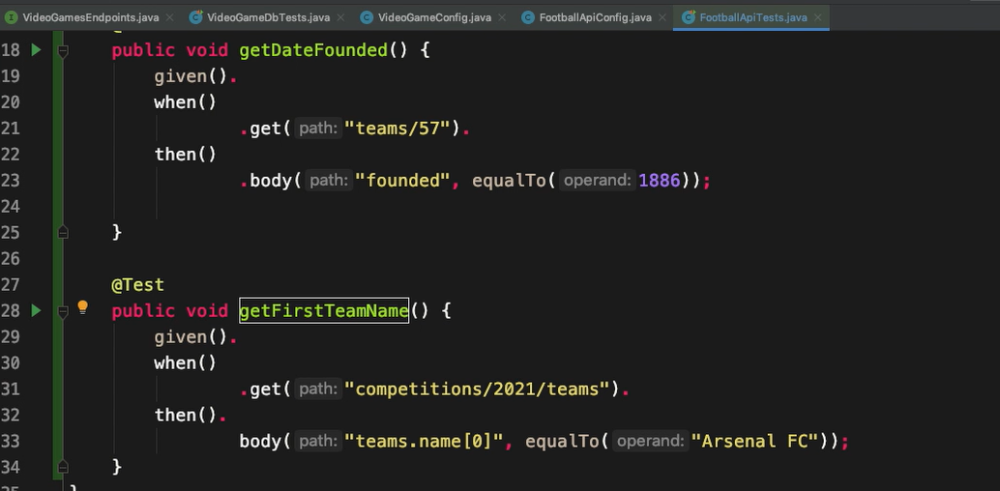 VideoGamesEndpoints.java VideoGameDbTests.java VideoGameConfig.java FootballApiConfig.java FootballApiTests.java
18 public void getDateFounded() {
19 given().
20 when()
21 .get( path: "teams/57").
22 then()
23 .body( path: "founded", equalTo( operand: 1886));
24
25 }
26
27 @Test
28 public void getFirstTeamName() {
29 given().
30 when()
31 .get( path: "competitions/2021/teams").
32 then().
33 body( path: "teams.name[0]", equalTo( operand: "Arsenal FC"));
34 }
35 }